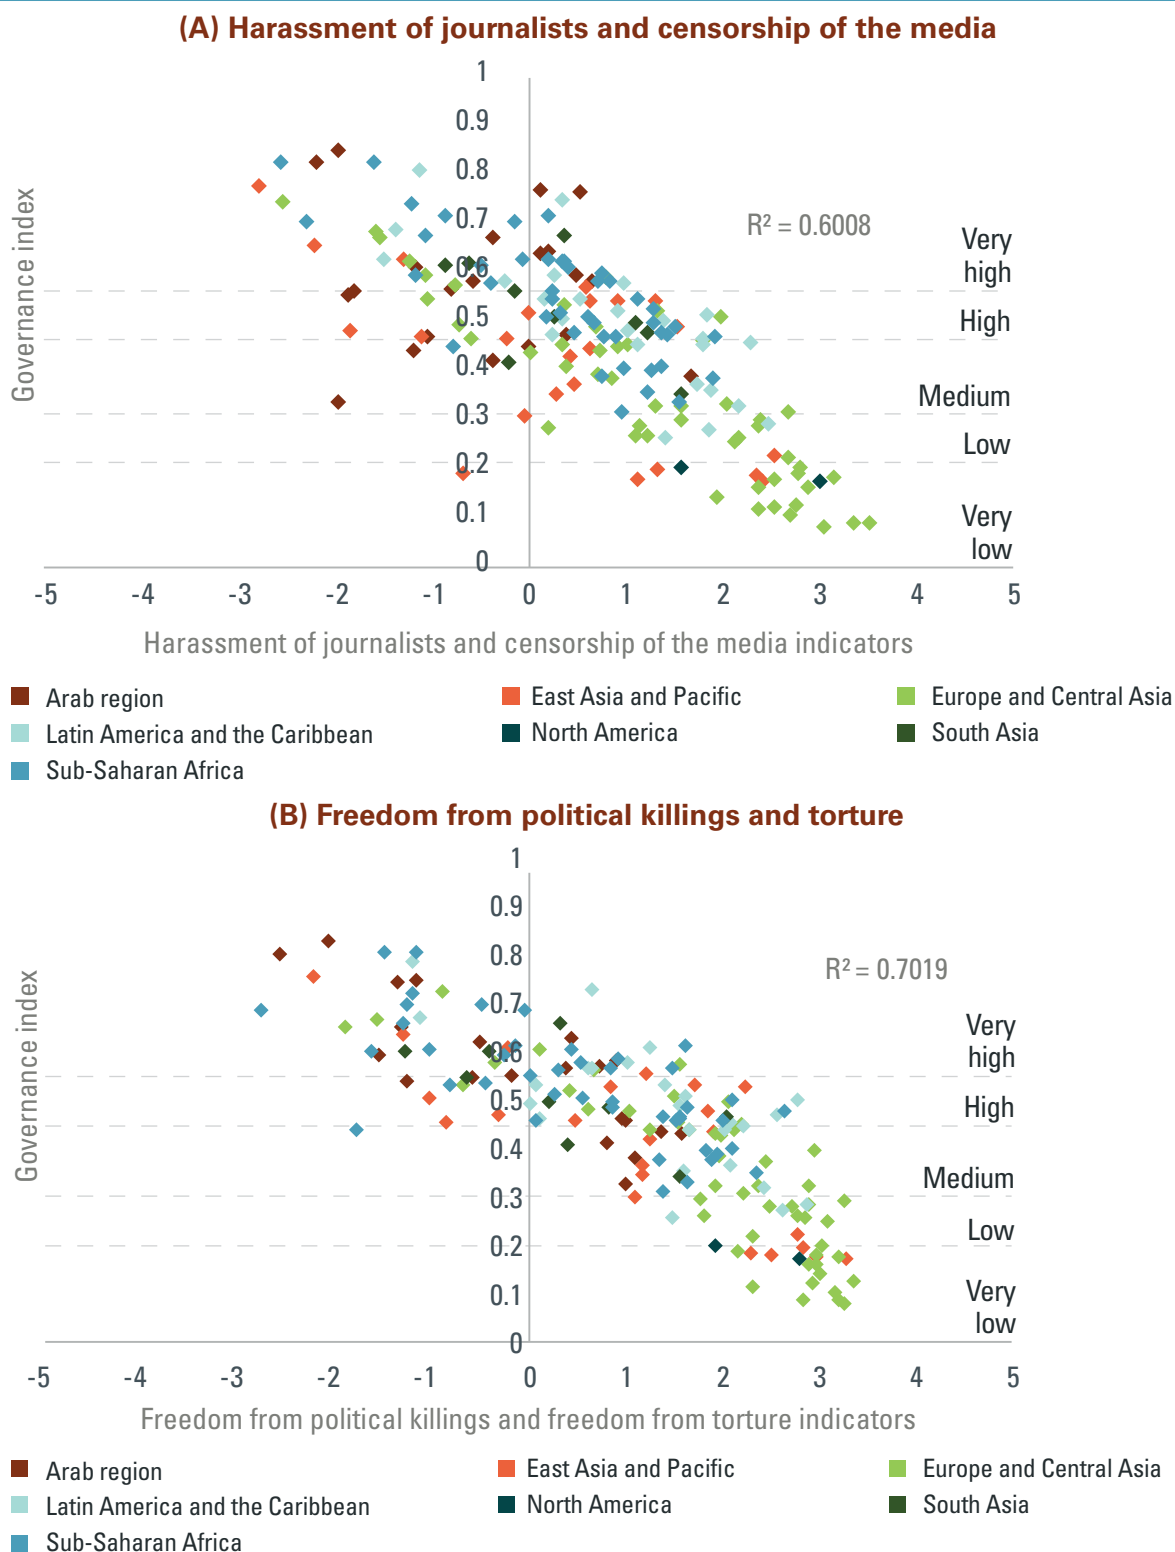 (A) Harassment of journalists and censorship of the media
Governance index
1
0.9
0.8
0.7
0.6
0.5
0.4
0.3
0.2
0.1
0
R² = 0.6008
Very
high
High
Medium
Low
Very
low
-5 -4 -3 -2 -1 0 1 2 3 4 5
Harassment of journalists and censorship of the media indicators
Arab region East Asia and Pacific Europe and Central Asia
Latin America and the Caribbean North America South Asia
Sub-Saharan Africa
(B) Freedom from political killings and torture
Governance index
1
0.9
0.8
0.7
0.6
0.5
0.4
0.3
0.2
0.1
0
R² = 0.7019
Very
high
High
Medium
Low
Very
low
-5 -4 -3 -2 -1 0 1 2 3 4 5
Freedom from political killings and freedom from torture indicators
Arab region East Asia and Pacific Europe and Central Asia
Latin America and the Caribbean North America South Asia
Sub-Saharan Africa